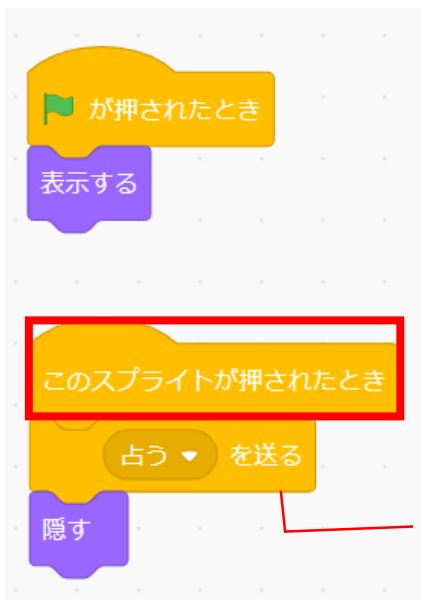 が押されたとき
表示する
このスプライトが押されたとき
占う を送る
隠す